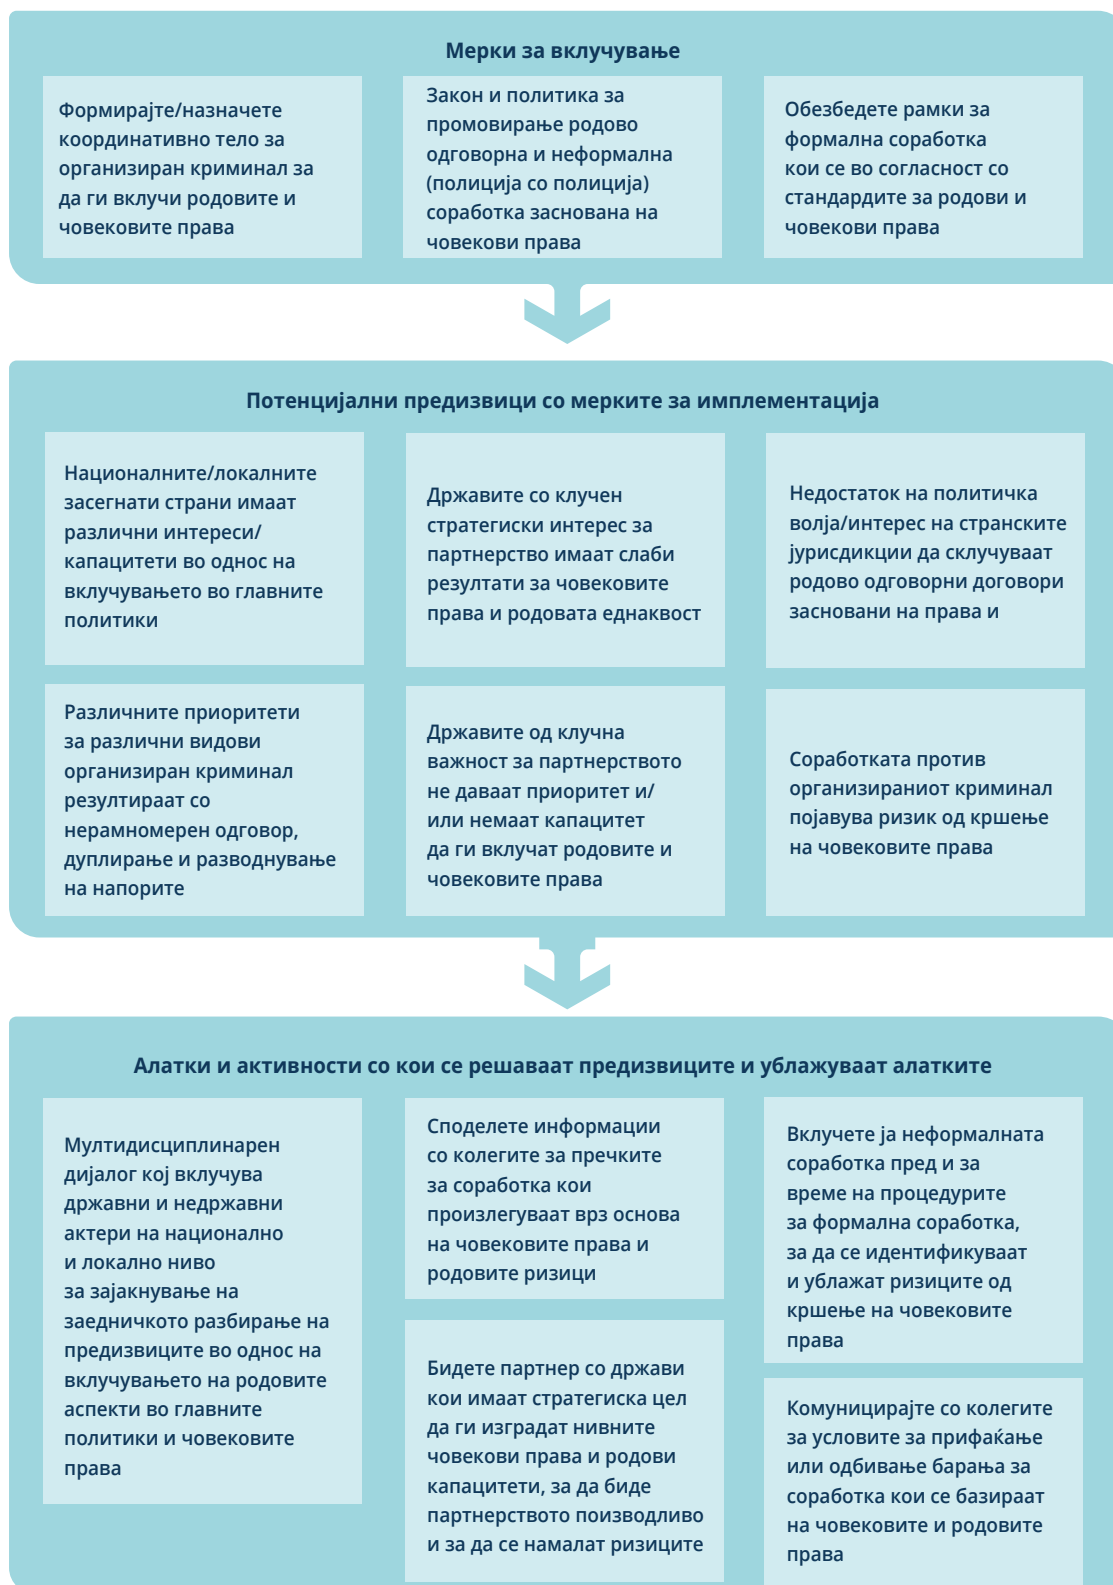 Мерки за вклучување
Формирајте/назначете
координативно тело за
организиран криминал за
да ги вклучи родовите и
човековите права
Закон и политика за
промовирање родово
одговорна и неформална
(полиција со полиција)
соработка заснована на
човекови права
Обезбедете рамки за
формална соработка
кои се во согласност со
стандардите за родови и
човекови права
Потенцијални предизвици со мерките за имплементација
Националните/локалните
засегнати страни имаат
различни интереси/
капацитети во однос на
вклучувањето во главните
политики
Државите со клучен
стратегиски интерес за
партнерство имаат слаби
резултати за човековите
права и родовата еднаквост
Недостаток на политичка
волја/интерес на странските
јурисдикции да склучуваат
родово одговорни договори
засновани на права и
Различните приоритети
за различни видови
организиран криминал
резултираат со
нерамномерен одговор,
дуплирање и разводнување
на напорите
Државите од клучна
важност за партнерството
не даваат приоритет и/
или немаат капацитет
да ги вклучат родовите и
човековите права
Соработката против
организираниот криминал
појавува ризик од кршење
на човековите права
Алатки и активности со кои се решаваат предизвиците и ублажуваат алатките
Мултидисциплинарен
дијалог кој вклучува
државни и недржавни
актери на национално
и локално ниво
за зајакнување на
заедничкото разбирање на
предизвиците во однос на
вклучувањето на родовите
аспекти во главните
политики и човековите
права
Споделете информации
со колегите за пречките
за соработка кои
произлегуваат врз основа
на човековите права и
родовите ризици
Бидете партнер со држави
кои имаат стратегиска цел
да ги изградат нивните
човекови права и родови
капацитети, за да биде
партнерството поизводливо
и за да се намалат ризиците
Вклучете ја неформалната
соработка пред и за
време на процедурите
за формална соработка,
за да се идентификуваат
и ублажат ризиците од
кршење на човековите
права
Комуницирајте со колегите
за условите за прифаќање
или одбивање барања за
соработка кои се базираат
на човековите и родовите
права